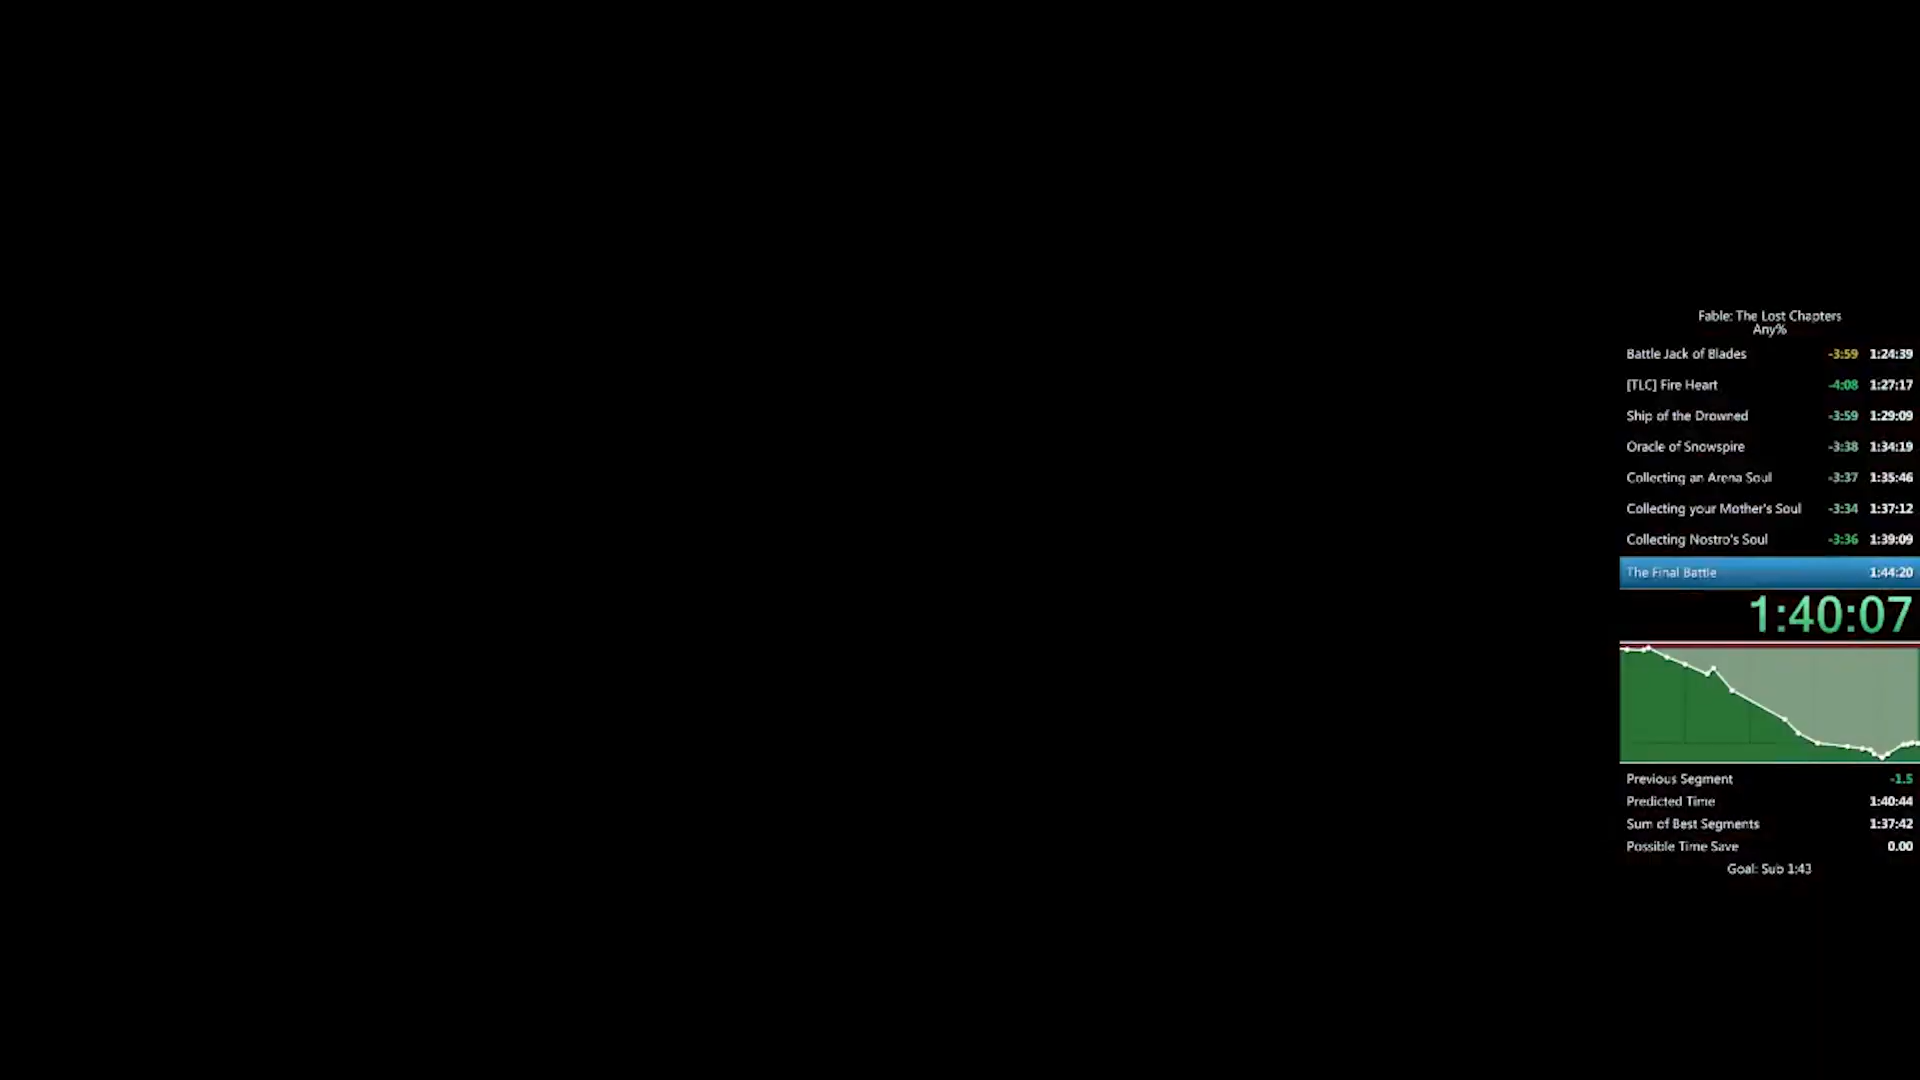 Fable: The Lost Chapters
Any%
Battle Jack of Blades -3:59 1:24:39
[TLC] Fire Heart -4:08 1:27:17
Ship of the Drowned -3:59 1:29:09
Oracle of Snowspire -3:38 1:34:19
Collecting an Arena Soul -3:37 1:35:46
Collecting your Mother's Soul -3:34 1:37:12
Collecting Nostro's Soul -3:36 1:39:09
The Final Battle 1:44:20
1:40:07
Previous Segment -1.5
Predicted Time 1:40:44
Sum of Best Segments 1:37:42
Possible Time Save 0.00
Goal: Sub 1:43